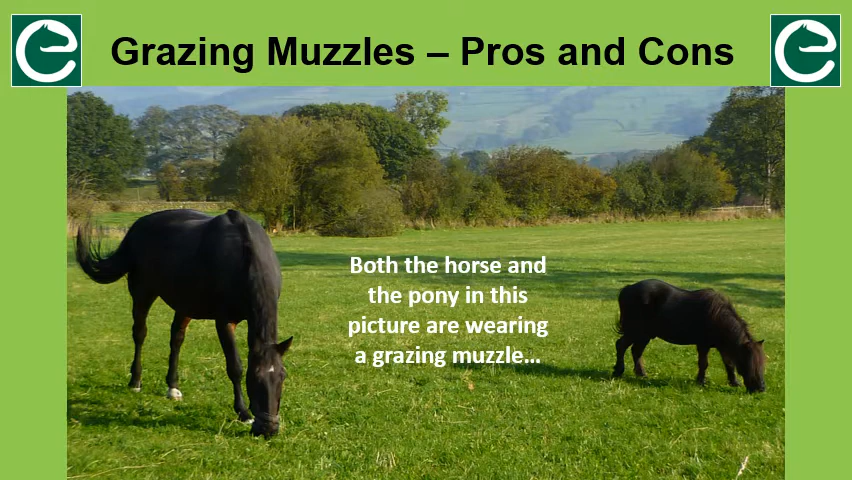 Grazing Muzzles – Pros and Cons
Both the horse and
the pony in this
picture are wearing
a grazing muzzle...